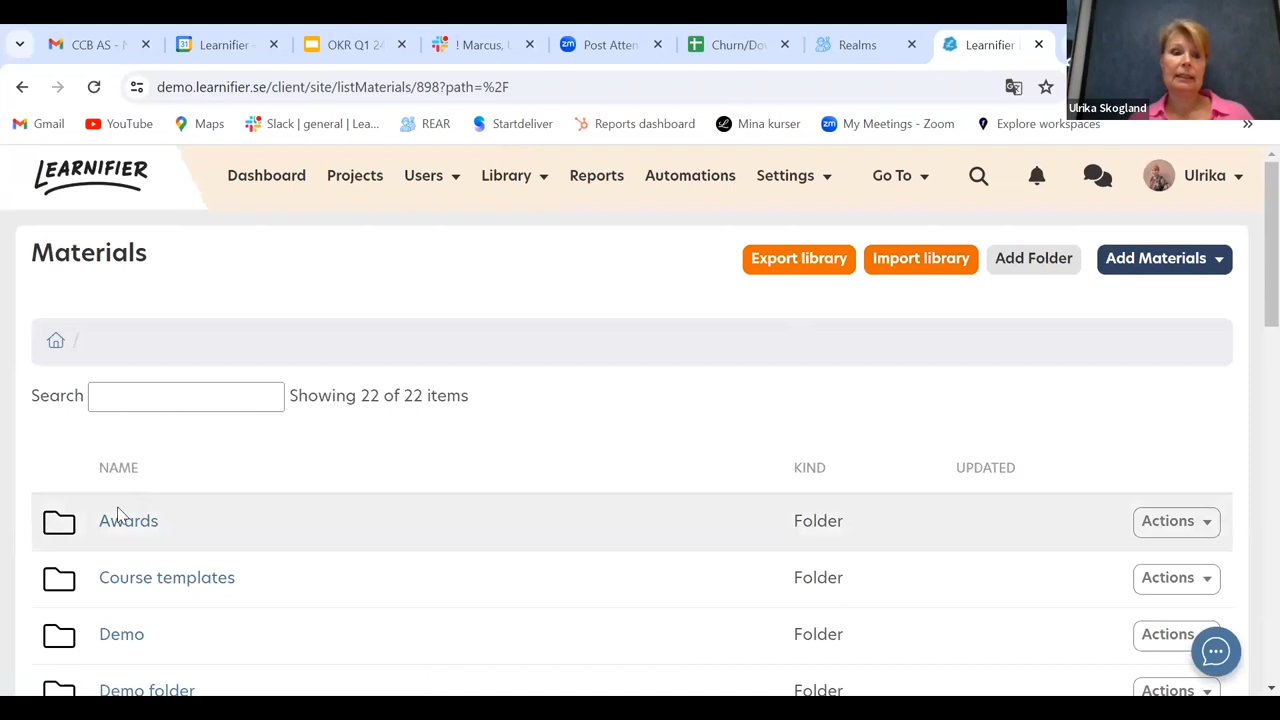 CCB AS -
Learnifier -
OKR Q1 2
! Marcus,
Post Atten
Churn/Do
Realms
Learnifier
demo.learnifier.se/client/site/listMaterials/898?path=%2F
Ulrika Skogland
Gmail
YouTube
Maps
Slack | general | Lea...
REAR
Startdeliver
Reports dashboard
Mina kurser
My Meetings - Zoom
Explore workspaces
LEARNIFIER
Dashboard
Projects
Users
Library
Reports
Automations
Settings
Go To
Ulrika
Materials
Export library
Import library
Add Folder
Add Materials
/
Search
Showing 22 of 22 items
NAME
KIND
UPDATED
Awards
Folder
Actions
Course templates
Folder
Actions
Demo
Folder
Actions
Demo folder
Folder
Actions